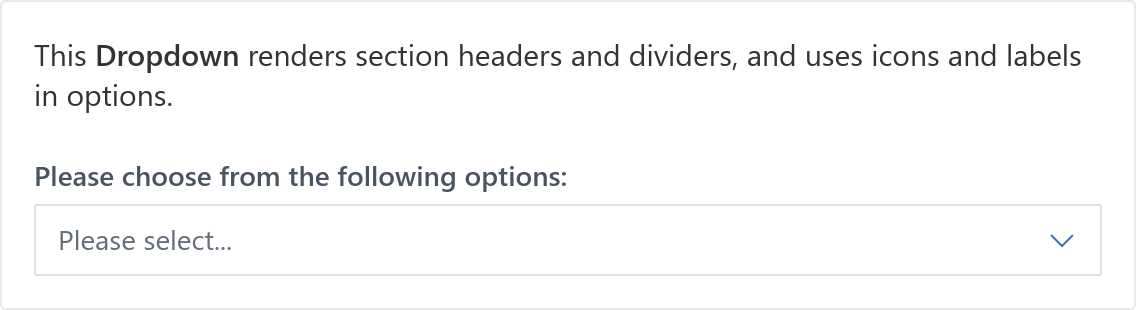 This Dropdown renders section headers and dividers, and uses icons and labels
in options.
Please choose from the following options:
Please select...